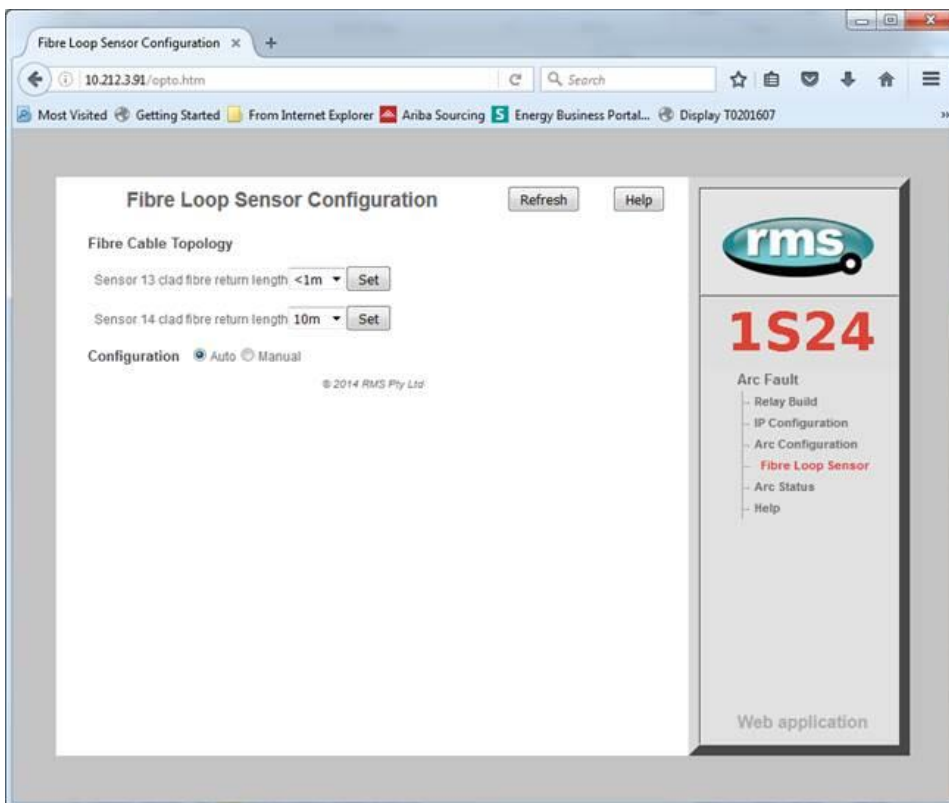 Fibre Loop Sensor Configuration × +
10.212.3.91/opto.htm Search
Most Visited Getting Started From Internet Explorer Ariba Sourcing S Energy Business Portal... Display T0201607 »
Fibre Loop Sensor Configuration Refresh Help
Fibre Cable Topology
Sensor 13 clad fibre return length <1m Set
Sensor 14 clad fibre return length 10m Set
Configuration Auto Manual
© 2014 RMS Pty Ltd
rms
1S24
Arc Fault
Relay Build
IP Configuration
Arc Configuration
Fibre Loop Sensor
Arc Status
Help
Web application